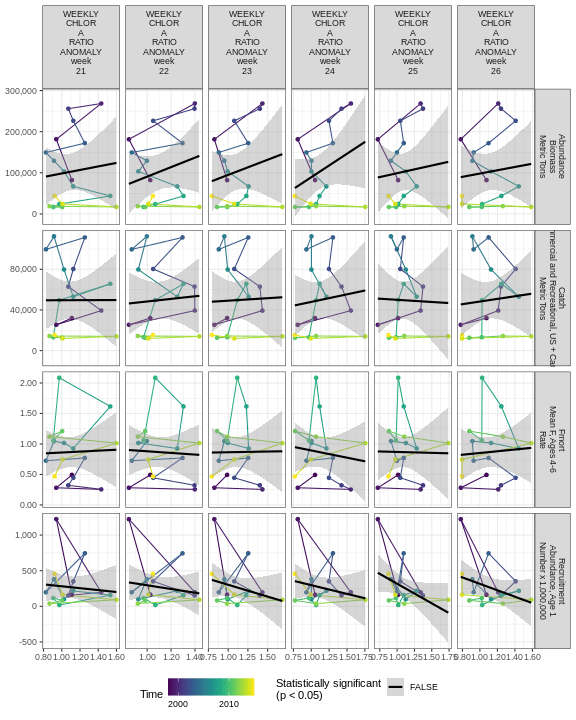 WEEKLY CHLOR A RATIO ANOMALY week 21
WEEKLY CHLOR A RATIO ANOMALY week 22
WEEKLY CHLOR A RATIO ANOMALY week 23
WEEKLY CHLOR A RATIO ANOMALY week 24
WEEKLY CHLOR A RATIO ANOMALY week 25
WEEKLY CHLOR A RATIO ANOMALY week 26
300,000
200,000
100,000
0
Abundance
Biomass
Metric Tons
80,000
40,000
0
Catch
mercial and Recreational, US + Ca
Metric Tons
2.00
1.50
1.00
0.50
0.00
Fmort
Mean F, Ages 4-6
Rate
1,000
500
0
-500
Recruitment
Abundance, Age 1
Number x 1,000,000
0.80 1.00 1.20 1.40 1.60
1.00 1.20 1.40
0.75 1.00 1.25 1.50
0.75 1.00 1.25 1.50 1.75
0.75 1.00 1.25 1.50 1.75
0.80 1.00 1.20 1.40 1.60
Time
2000 2010
Statistically significant
(p < 0.05)
FALSE